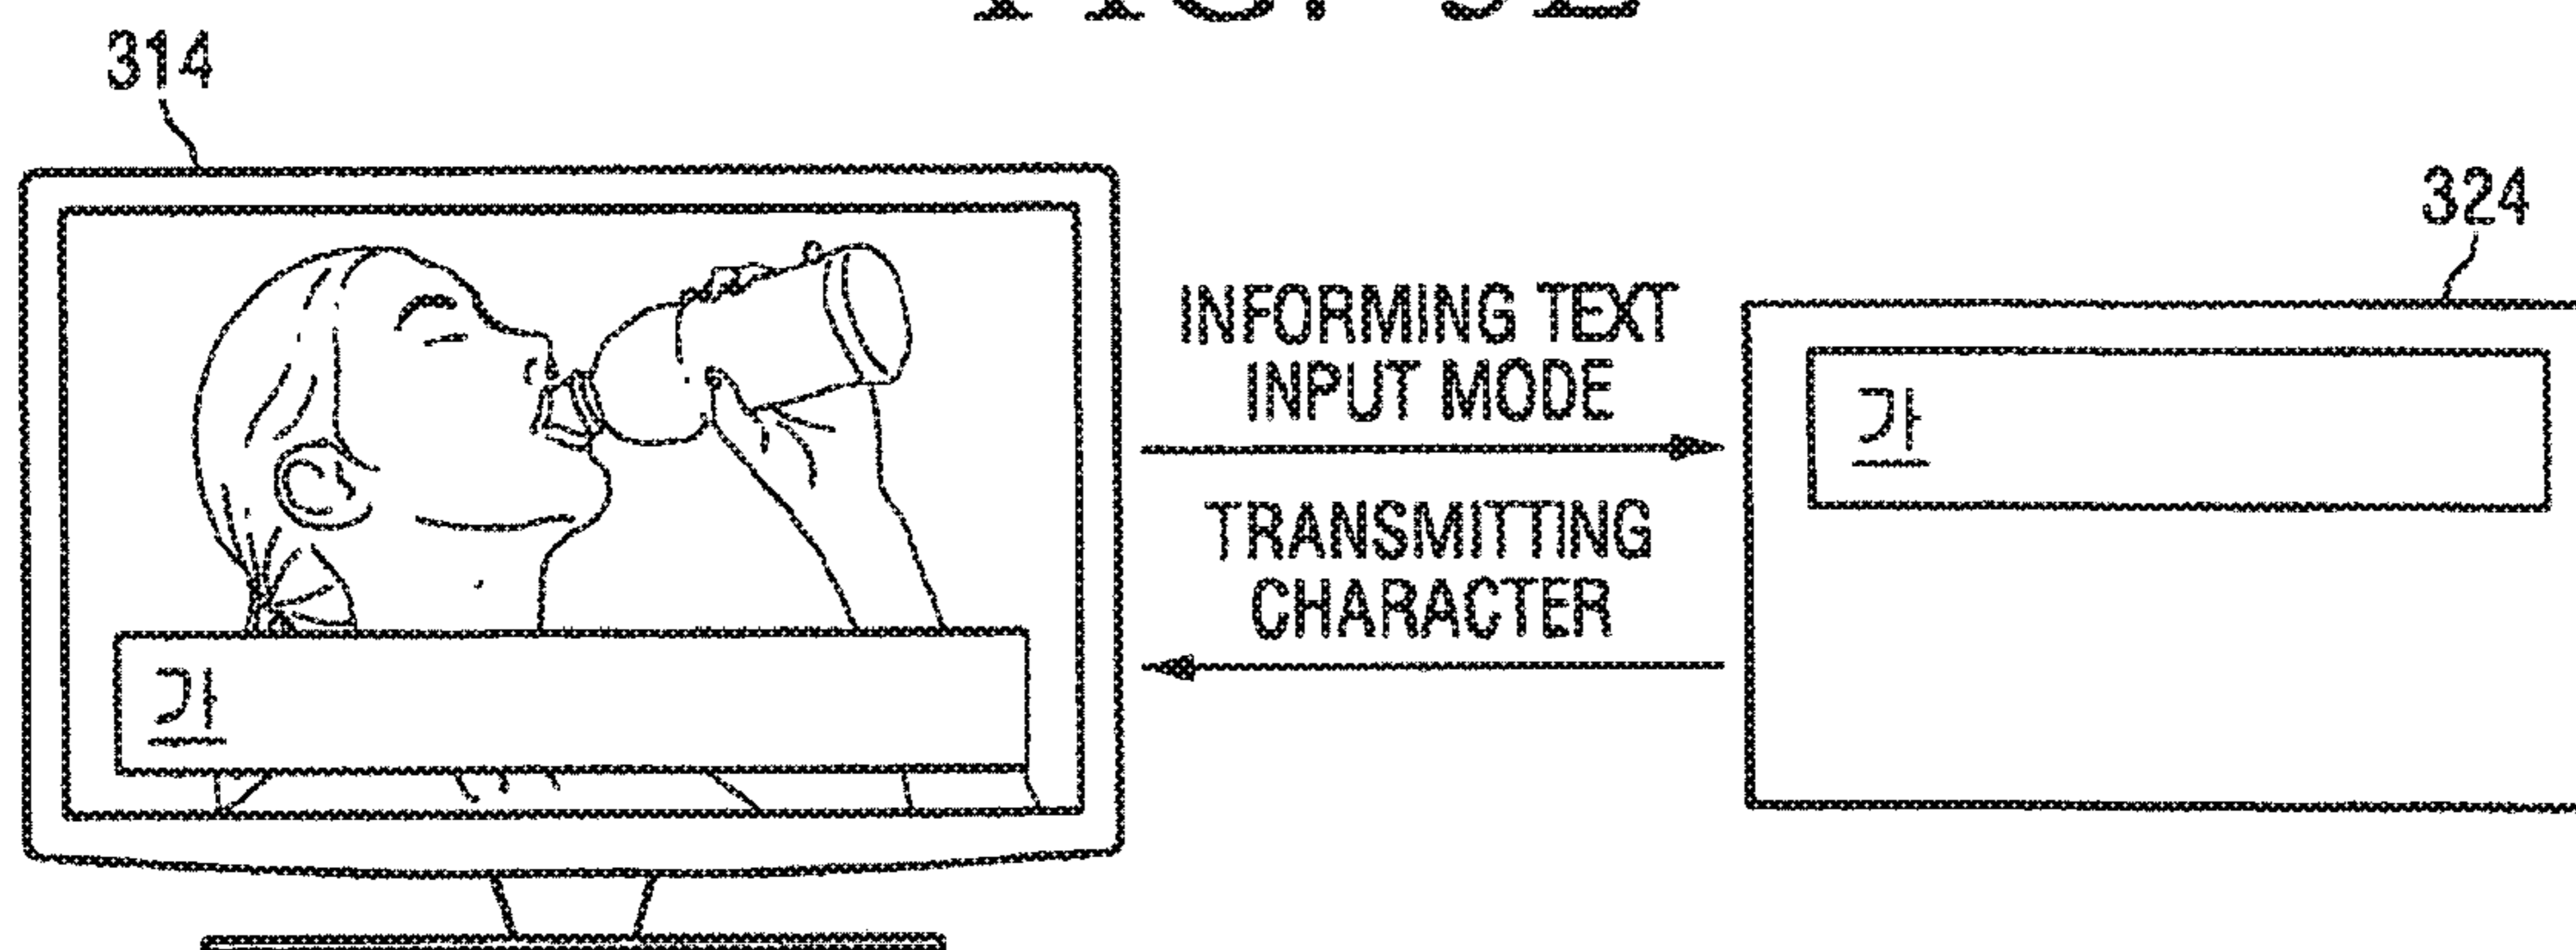 314
324
INFORMING TEXT
INPUT MODE
가
TRANSMITTING
CHARACTER
가